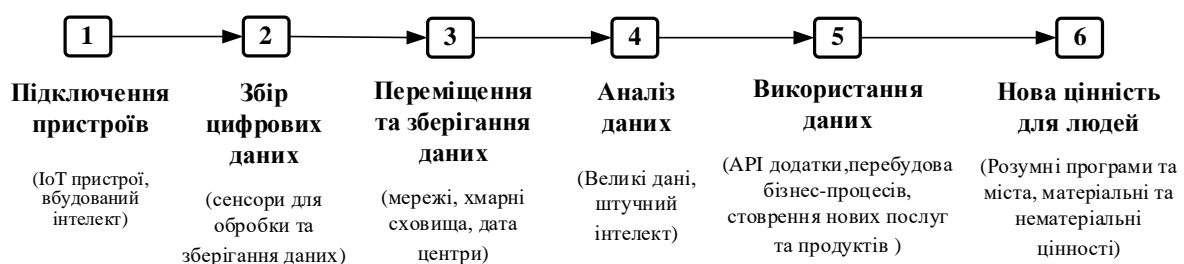 1
2
3
4
5
6
Підключення
пристроїв
(IoT пристрої,
вбудований
інтелект)
Збір
цифрових
даних
(сенсори для
обробки та
зберігання даних)
Переміщення
та зберігання
даних
(мережі, хмарні
сховища, дата
центри)
Аналіз
даних
(Великі дані,
штучний
інтелект)
Використання
даних
(API додатки,перебудова
бізнес-процесів,
стоврення нових послуг
та продуктів )
Нова цінність
для людей
(Розумні програми та
міста, матеріальні та
нематеріальні
цінності)